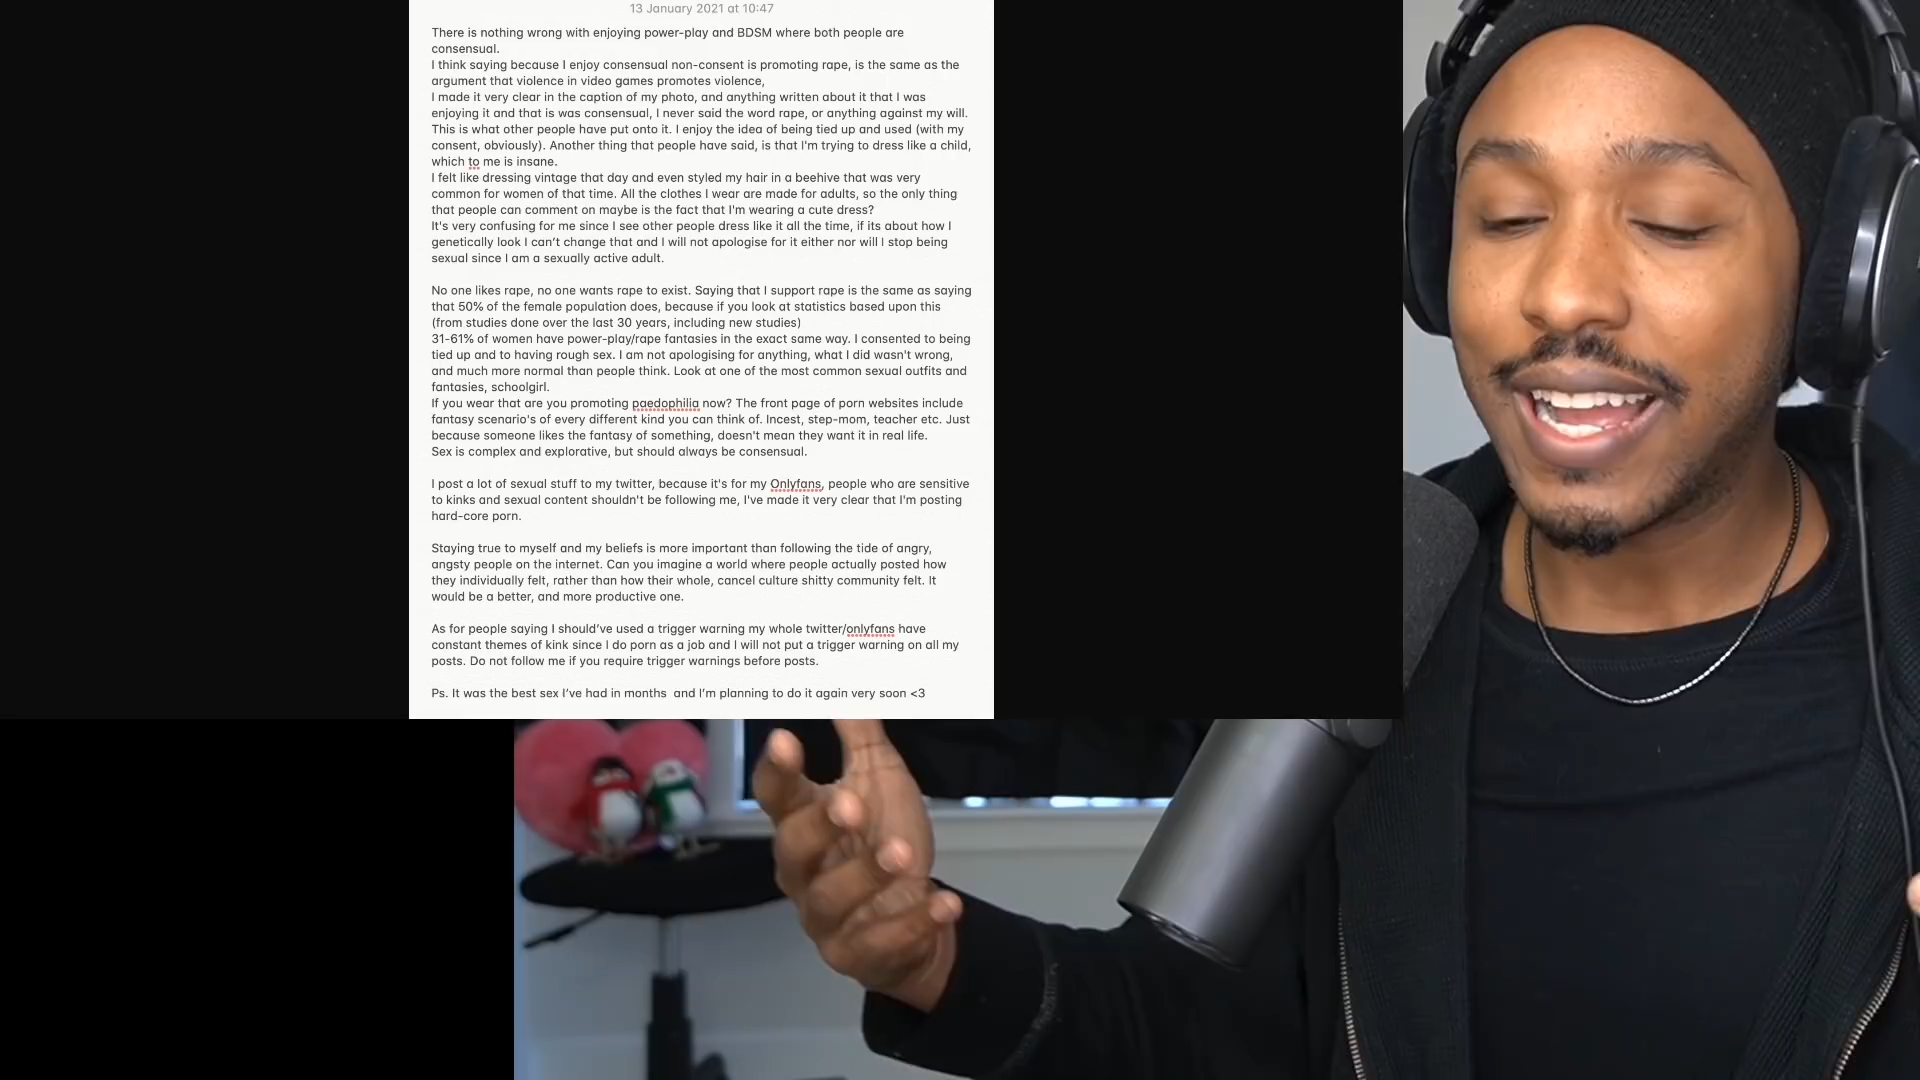 13 January 2021 at 10:47
There is nothing wrong with enjoying power-play and BDSM where both people are
consensual.
I think saying because I enjoy consensual non-consent is promoting rape, is the same as the
argument that violence in video games promotes violence,
I made it very clear in the caption of my photo, and anything written about it that I was
enjoying it and that is was consensual, I never said the word rape, or anything against my will.
This is what other people have put onto it. I enjoy the idea of being tied up and used (with my
consent, obviously). Another thing that people have said, is that I'm trying to dress like a child,
which to me is insane.
I felt like dressing vintage that day and even styled my hair in a beehive that was very
common for women of that time. All the clothes I wear are made for adults, so the only thing
that people can comment on maybe is the fact that I'm wearing a cute dress?
It's very confusing for me since I see other people dress like it all the time, if its about how I
genetically look I can't change that and I will not apologise for it either nor will I stop being
sexual since I am a sexually active adult.
No one likes rape, no one wants rape to exist. Saying that I support rape is the same as saying
that 50% of the female population does, because if you look at statistics based upon this
(from studies done over the last 30 years, including new studies)
31-61% of women have power-play/rape fantasies in the exact same way. I consented to being
tied up and to having rough sex. I am not apologising for anything, what I did wasn't wrong,
and much more normal than people think. Look at one of the most common sexual outfits and
fantasies, schoolgirl.
If you wear that are you promoting paedophilia now? The front page of porn websites include
fantasy scenario's of every different kind you can think of. Incest, step-mom, teacher etc. Just
because someone likes the fantasy of something, doesn't mean they want it in real life.
Sex is complex and explorative, but should always be consensual.
I post a lot of sexual stuff to my twitter, because it's for my Onlyfans, people who are sensitive
to kinks and sexual content shouldn't be following me, I've made it very clear that I'm posting
hard-core porn.
Staying true to myself and my beliefs is more important than following the tide of angry,
angsty people on the internet. Can you imagine a world where people actually posted how
they individually felt, rather than how their whole, cancel culture shitty community felt. It
would be a better, and more productive one.
As for people saying I should've used a trigger warning my whole twitter/onlyfans have
constant themes of kink since I do porn as a job and I will not put a trigger warning on all my
posts. Do not follow me if you require trigger warnings before posts.
Ps. It was the best sex I've had in months  and I'm planning to do it again very soon <3